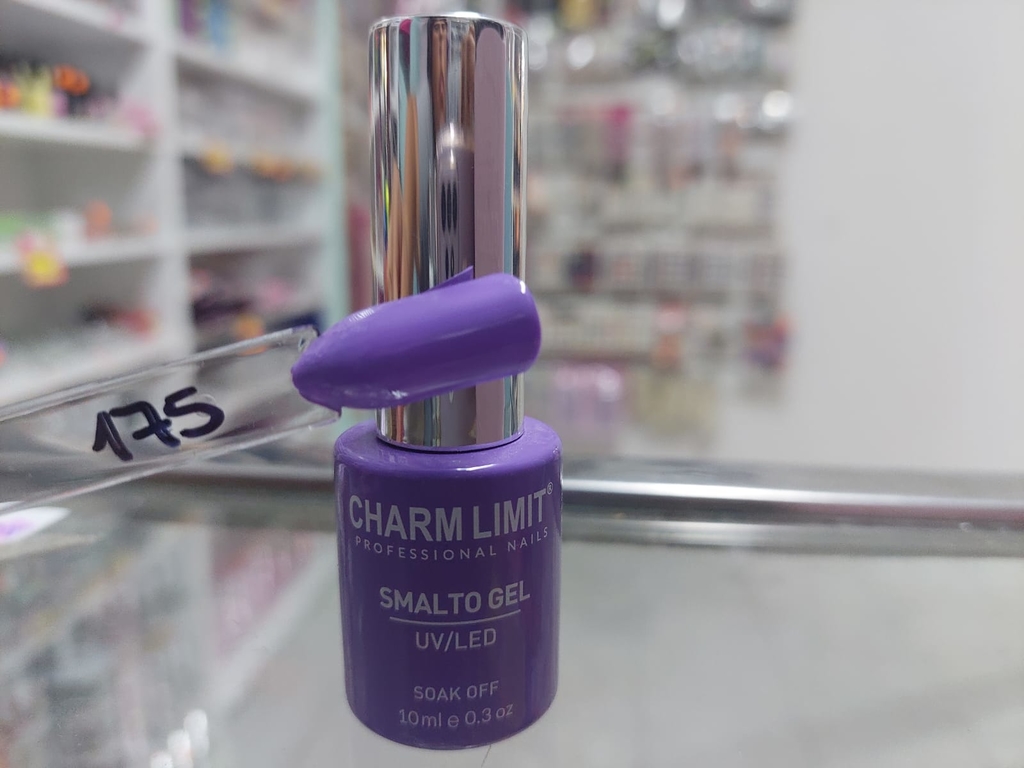 175
CHARM LIMIT®
PROFESSIONAL NAILS
SMALTO GEL
UV/LED
SOAK OFF
10ml e 0.3 oz